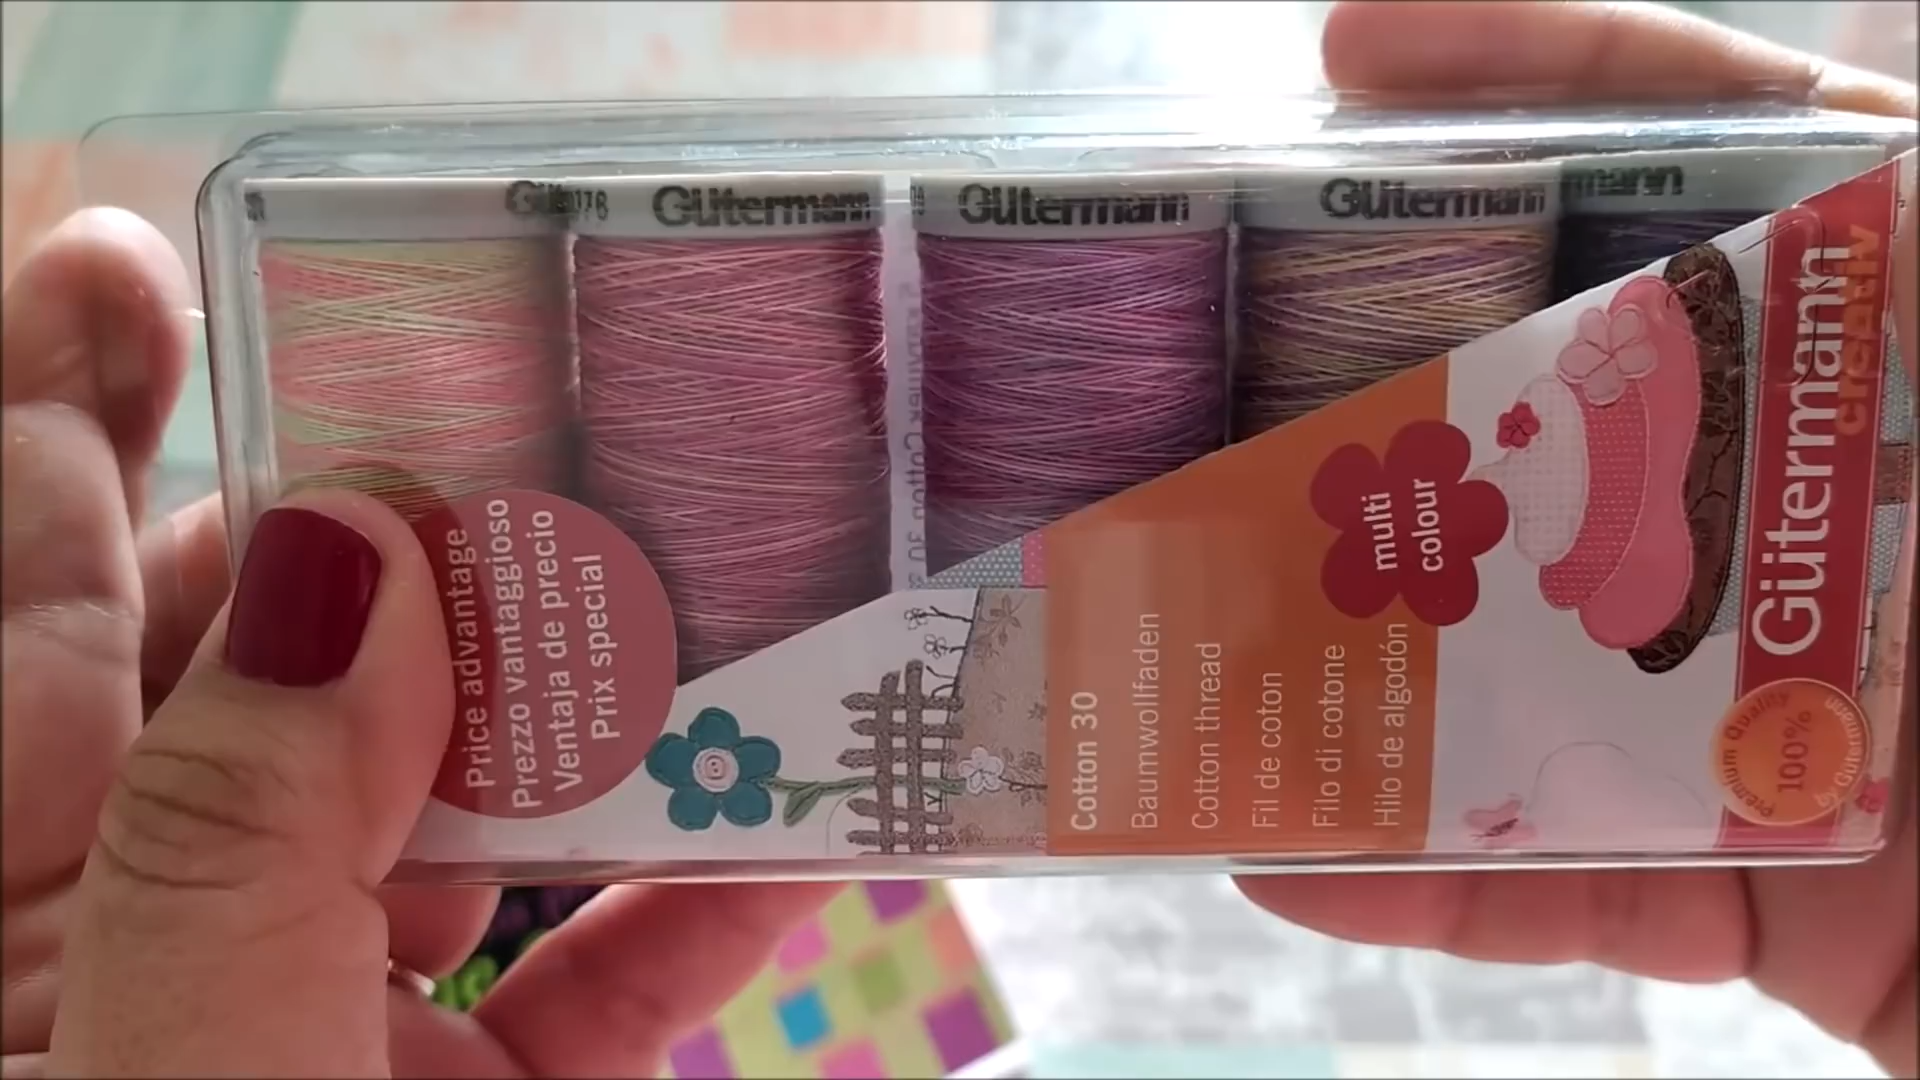 Gütermann
Gütermann
Gütermann
mann
Price advantage
Prezzo vantaggioso
Ventaja de precio
Prix special
Cotton 30
Baumwollfaden
Cotton thread
Fil de coton
Filo di cotone
Hilo de algodón
multi
colour
Gütermann
creativ
Premium Quality
100%
by Gütermann